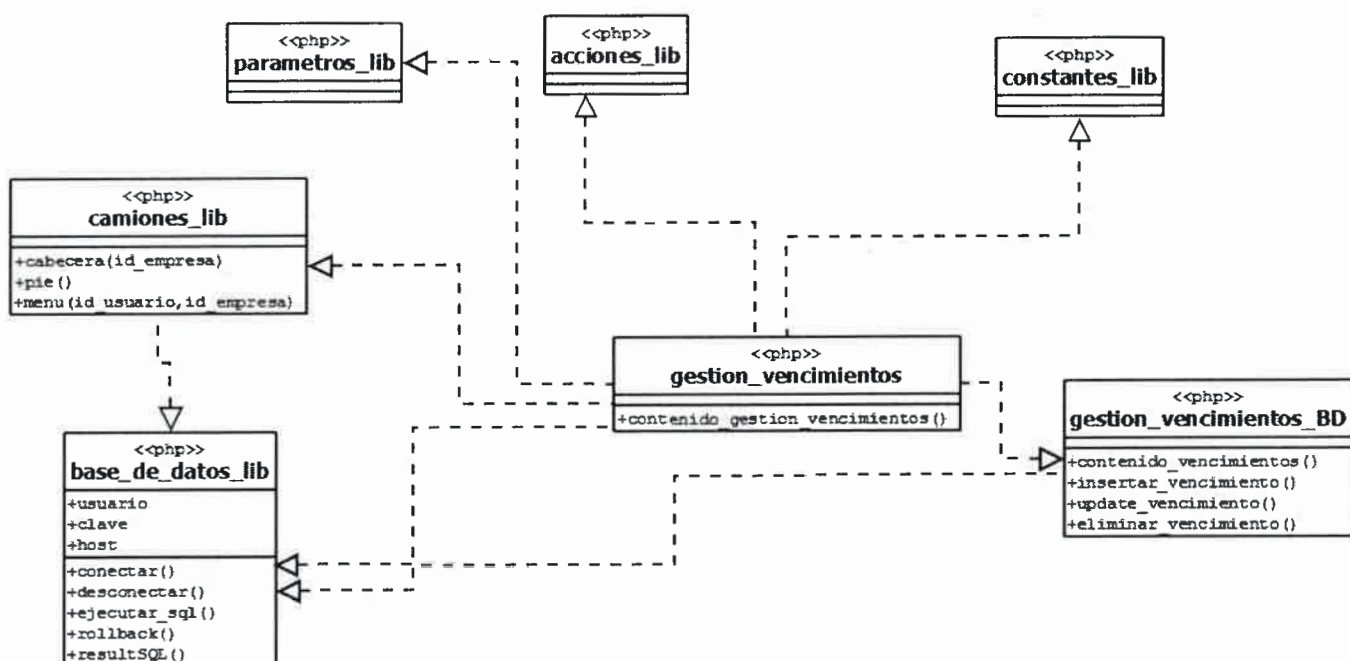 <<php>>
parametros_lib
<<php>>
acciones_lib
<<php>>
constantes_lib
<<php>>
camiones_lib
+cabecera(id_empresa)
+pie()
+menu(id_usuario,id_empresa)
<<php>>
gestion_vencimientos
+contenido_gestion_vencimientos()
<<php>>
gestion_vencimientos_BD
+contenido_vencimientos()
+insertar_vencimiento()
+update_vencimiento()
+eliminar_vencimiento()
<<php>>
base_de_datos_lib
+usuario
+clave
+host
+conectar()
+desconectar()
+ejecutar_sql()
+rollback()
+resultSQL()